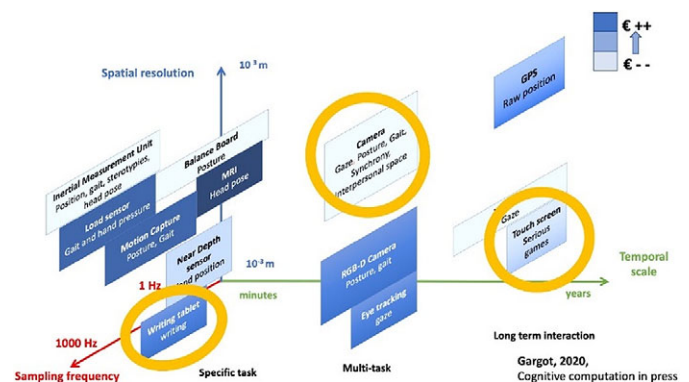 € ++
€ - -
Spatial resolution
10⁻³ m
GPS
Raw position
Camera
Gaze, Posture, Gait,
Synchrony,
Interpersonal space
Balance Board
Posture
Inertial Measurement Unit
Position, gait, sterotypies,
head pose
MRI
Head pose
Load sensor
Gait and hand pressure
Motion Capture
Posture, Gait
Gaze
Touch screen
Serious
games
Near Depth
sensor
position
RGB-D Camera
Posture, gait
Eye tracking
gaze
10⁻³ m
Temporal
scale
1 Hz
minutes
years
Writing tablet
writing
1000 Hz
Sampling frequency
Specific task
Multi-task
Long term interaction
Gargot, 2020,
Cognitive computation in press